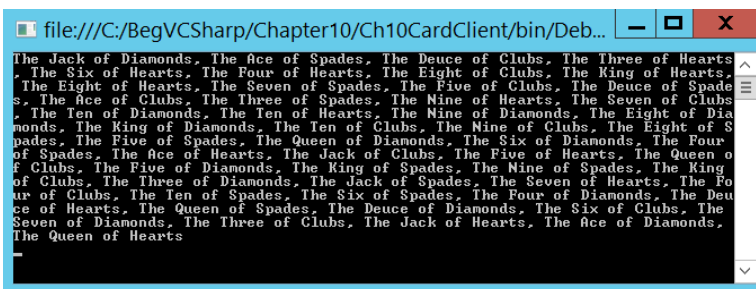 file:///C:/BegVCSharp/Chapter10/Ch10CardClient/bin/Deb...
The Jack of Diamonds, The Ace of Spades, The Deuce of Clubs, The Three of Hearts
, The Six of Hearts, The Four of Hearts, The Eight of Clubs, The King of Hearts,
 The Eight of Hearts, The Seven of Spades, The Five of Clubs, The Deuce of Spade
s, The Ace of Clubs, The Three of Spades, The Nine of Hearts, The Seven of Clubs
, The Ten of Diamonds, The Ten of Hearts, The Nine of Diamonds, The Eight of Dia
monds, The King of Diamonds, The Ten of Clubs, The Nine of Clubs, The Eight of S
pades, The Five of Spades, The Queen of Diamonds, The Six of Diamonds, The Four
of Spades, The Ace of Hearts, The Jack of Clubs, The Five of Hearts, The Queen o
f Clubs, The Five of Diamonds, The King of Spades, The Nine of Spades, The King
of Clubs, The Three of Diamonds, The Jack of Spades, The Seven of Hearts, The Fo
ur of Clubs, The Ten of Spades, The Six of Spades, The Four of Diamonds, The Deu
ce of Hearts, The Queen of Spades, The Deuce of Diamonds, The Six of Clubs, The
Seven of Diamonds, The Three of Clubs, The Jack of Hearts, The Ace of Diamonds,
The Queen of Hearts